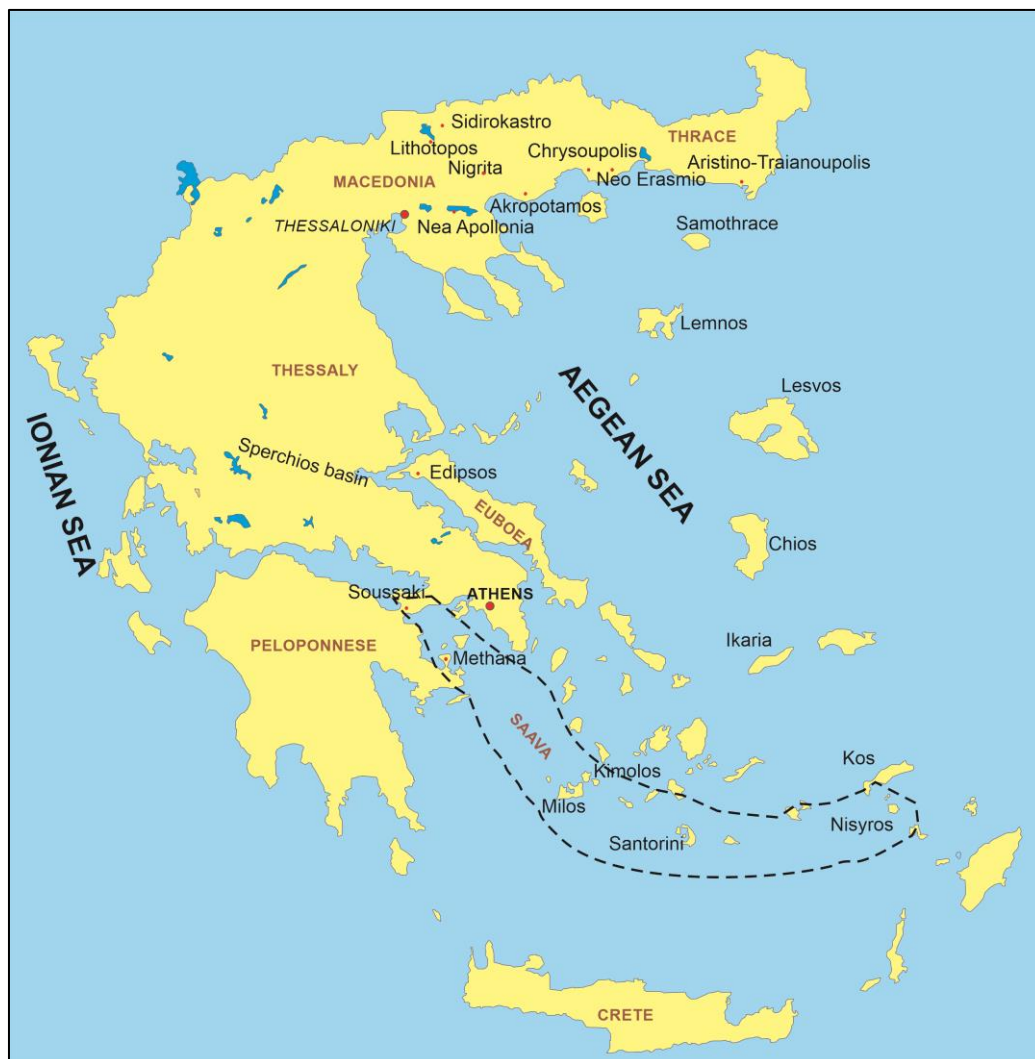 Sidirokastro
THRACE
Lithotopos
Chrysoupolis
Aristino-Traianoupolis
Nigrita
Neo Erasmio
MACEDONIA
Akropotamos
THESSALONIKI
Nea Apollonia
Samothrace
Lemnos
THESSALY
AEGEAN SEA
Lesvos
IONIAN SEA
Sperchios basin
Edipsos
EUBOEA
Chios
Soussaki
ATHENS
PELOPONNESE
Methana
Ikaria
SAAVA
Kimolos
Kos
Milos
Nisyros
Santorini
CRETE